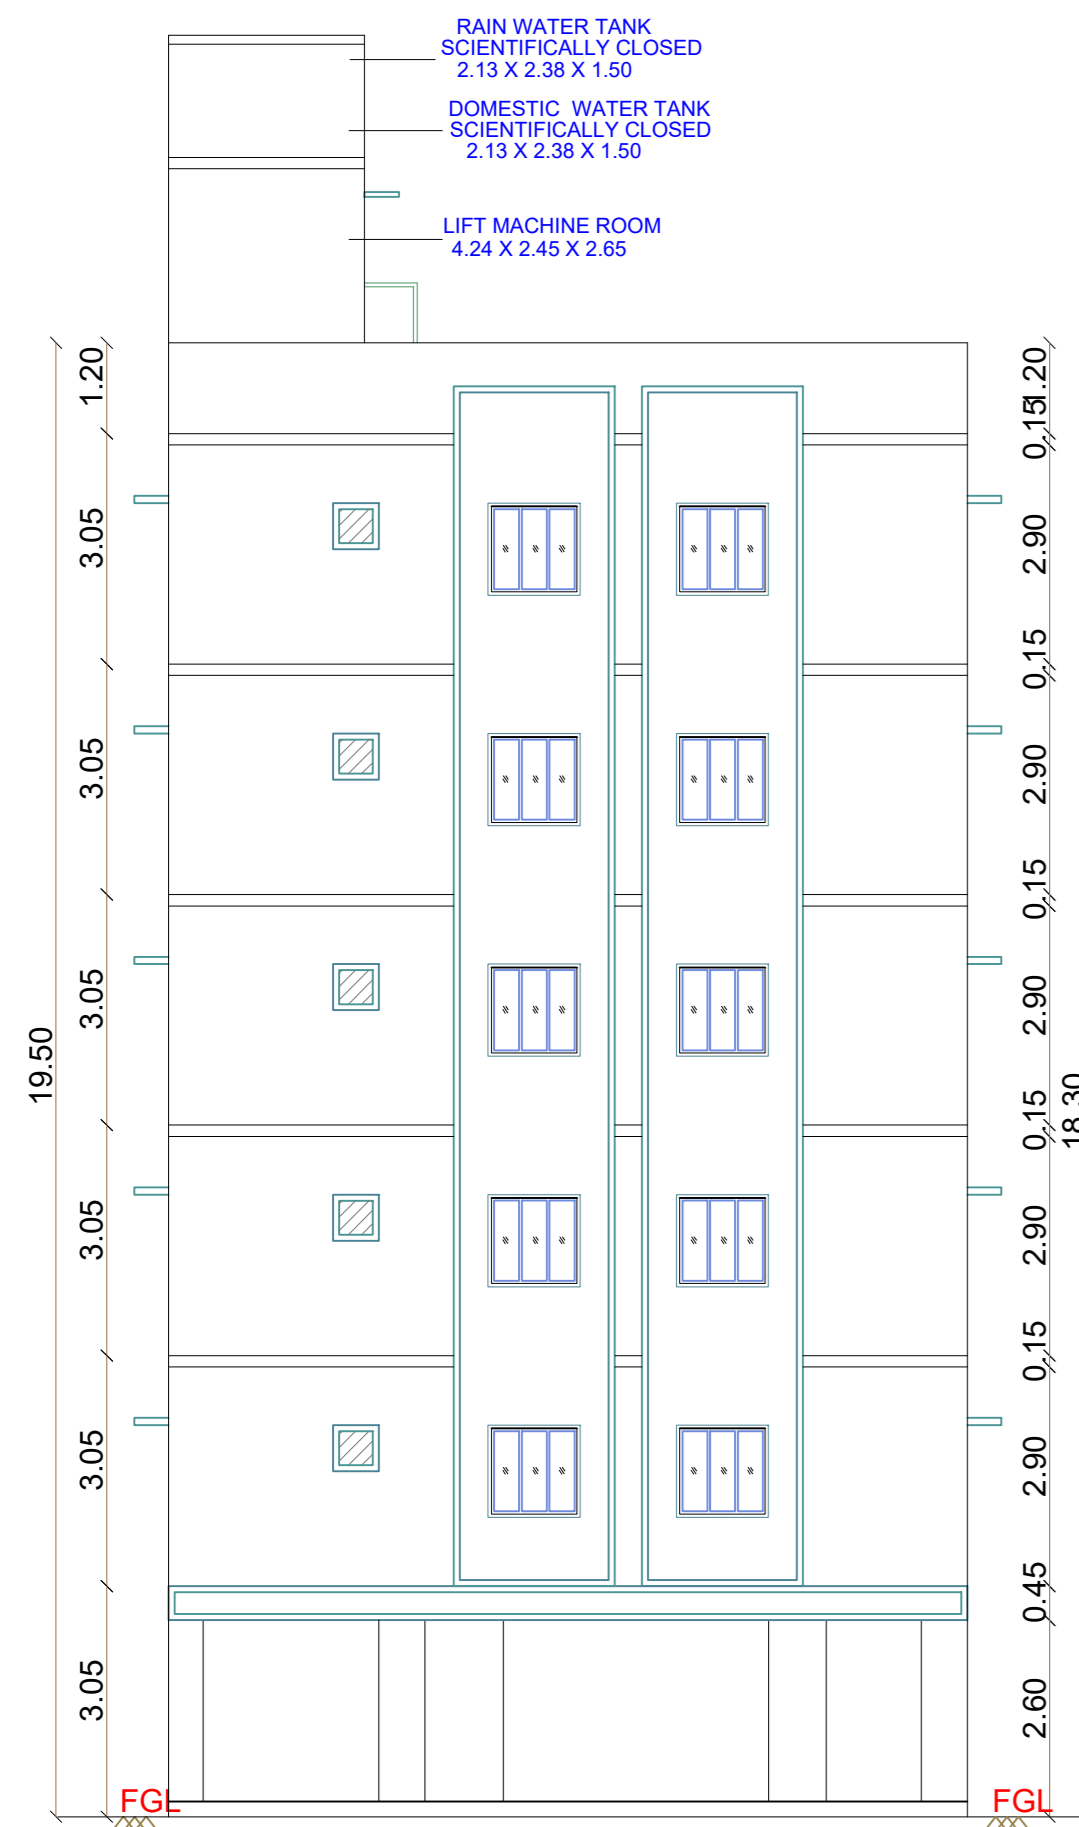 RAIN WATER TANK
SCIENTIFICALLY CLOSED
2.13 X 2.38 X 1.50
DOMESTIC WATER TANK
SCIENTIFICALLY CLOSED
2.13 X 2.38 X 1.50
LIFT MACHINE ROOM
4.24 X 2.45 X 2.65
1.20
3.05
3.05
3.05
3.05
3.05
3.05
19.50
1.20
0.15
2.90
0.15
2.90
0.15
2.90
0.15
2.90
0.15
2.90
0.45
2.60
18.30
FGL
FGL